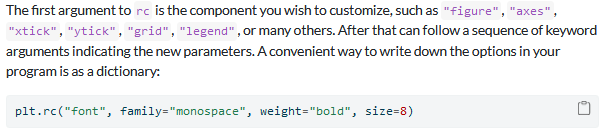 The first argument to rc is the component you wish to customize, such as "figure", "axes",
"xtick", "ytick", "grid", "legend", or many others. After that can follow a sequence of keyword
arguments indicating the new parameters. A convenient way to write down the options in your
program is as a dictionary:
plt.rc("font", family="monospace", weight="bold", size=8)